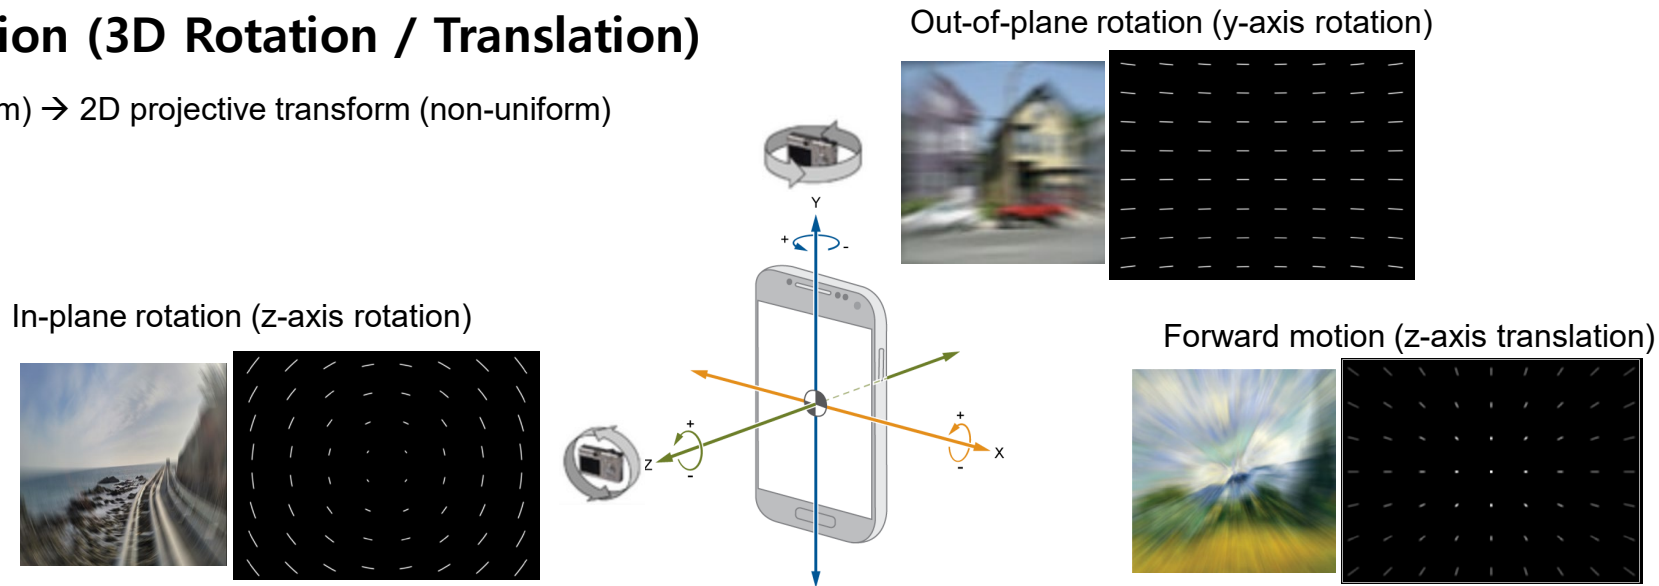 ion (3D Rotation / Translation)
m) → 2D projective transform (non-uniform)
Out-of-plane rotation (y-axis rotation)
In-plane rotation (z-axis rotation)
Forward motion (z-axis translation)
Y
+ -
+
Z
-
+
X
-